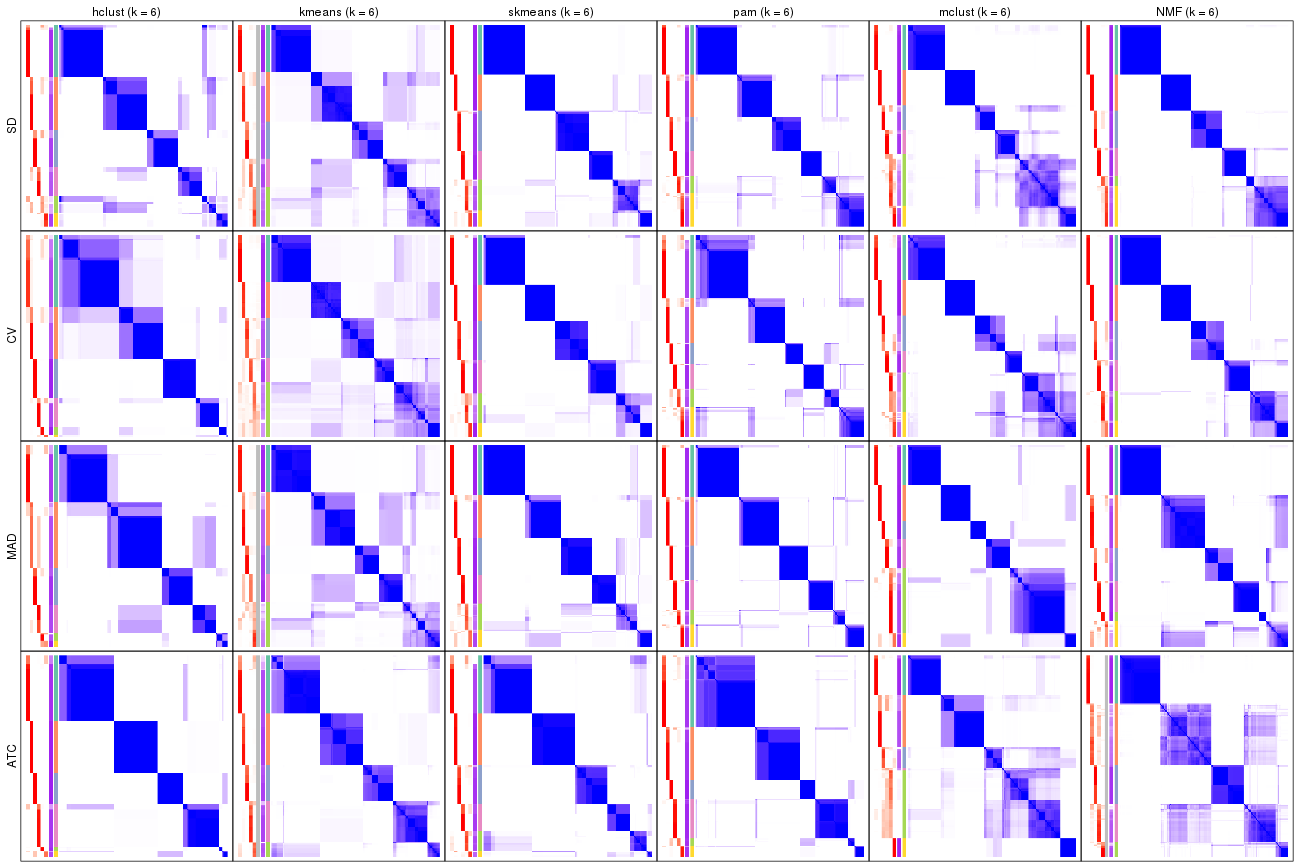 hclust (k = 6) kmeans (k = 6) skmeans (k = 6) pam (k = 6) mclust (k = 6) NMF (k = 6)
SD
CV
MAD
ATC